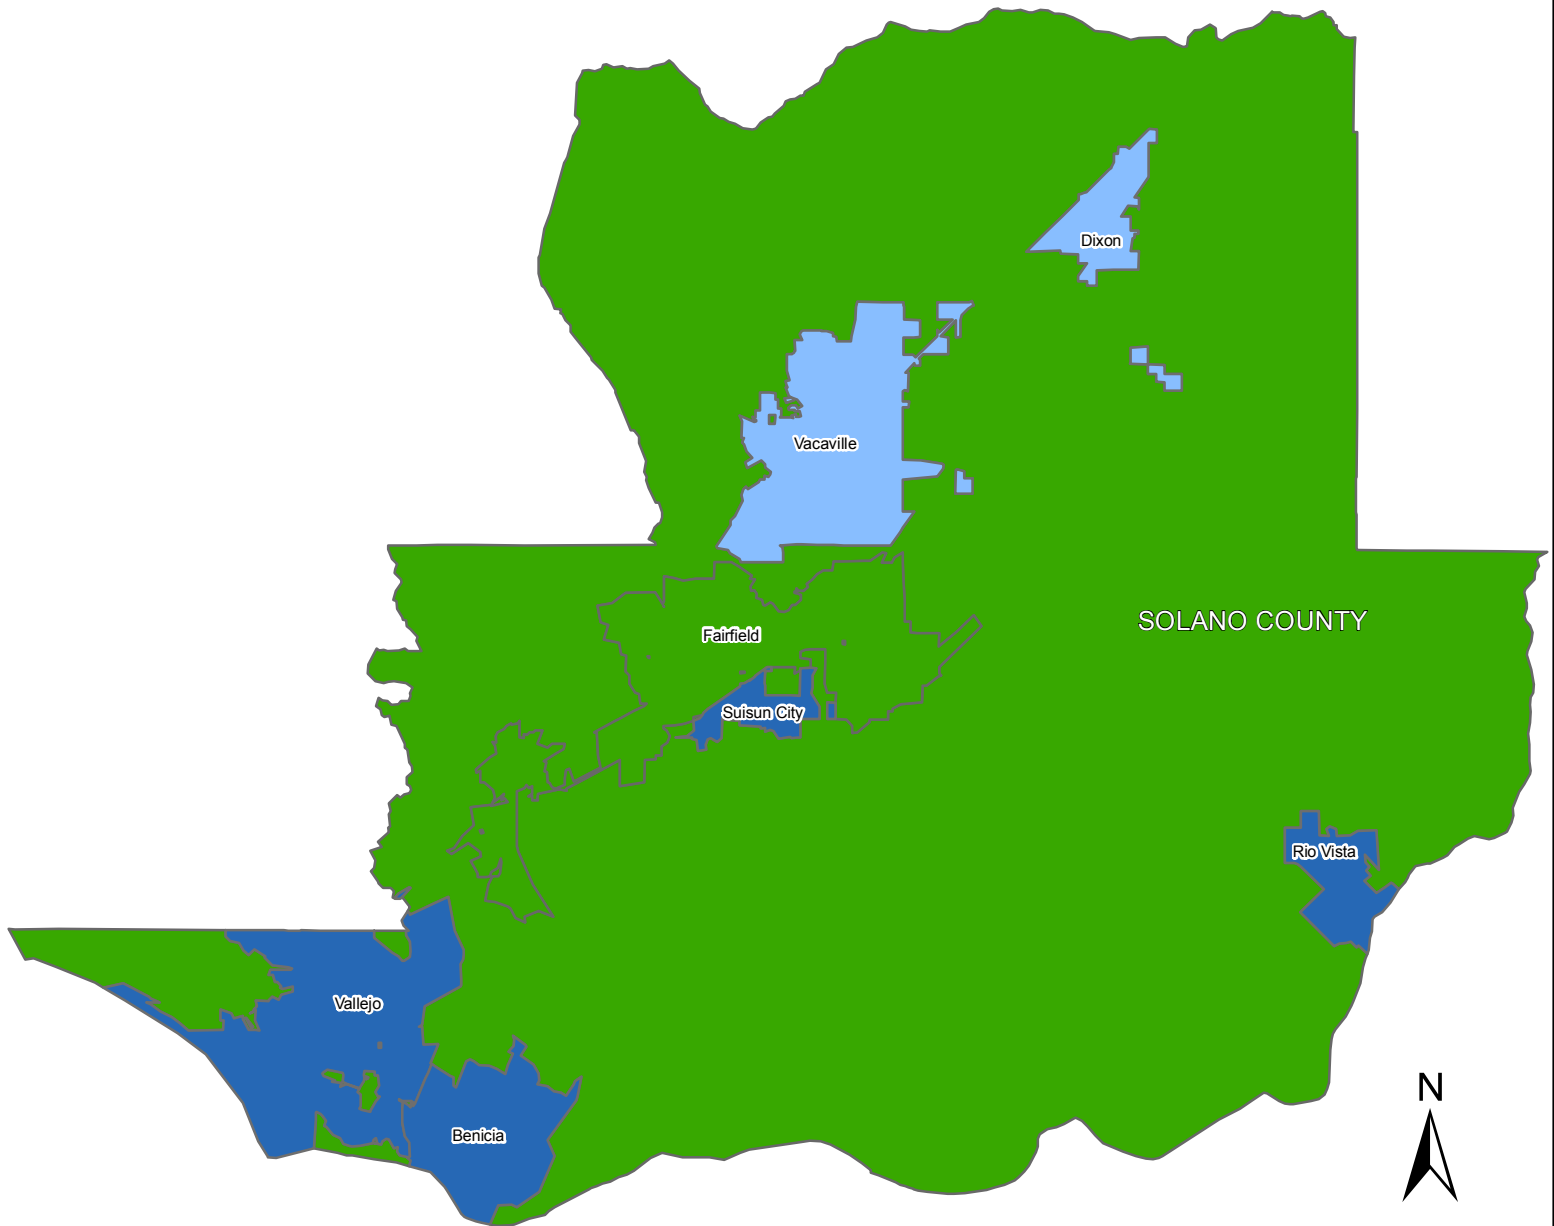 Dixon
Vacaville
SOLANO COUNTY
Fairfield
Suisun City
Rio Vista
Vallejo
N
Benicia